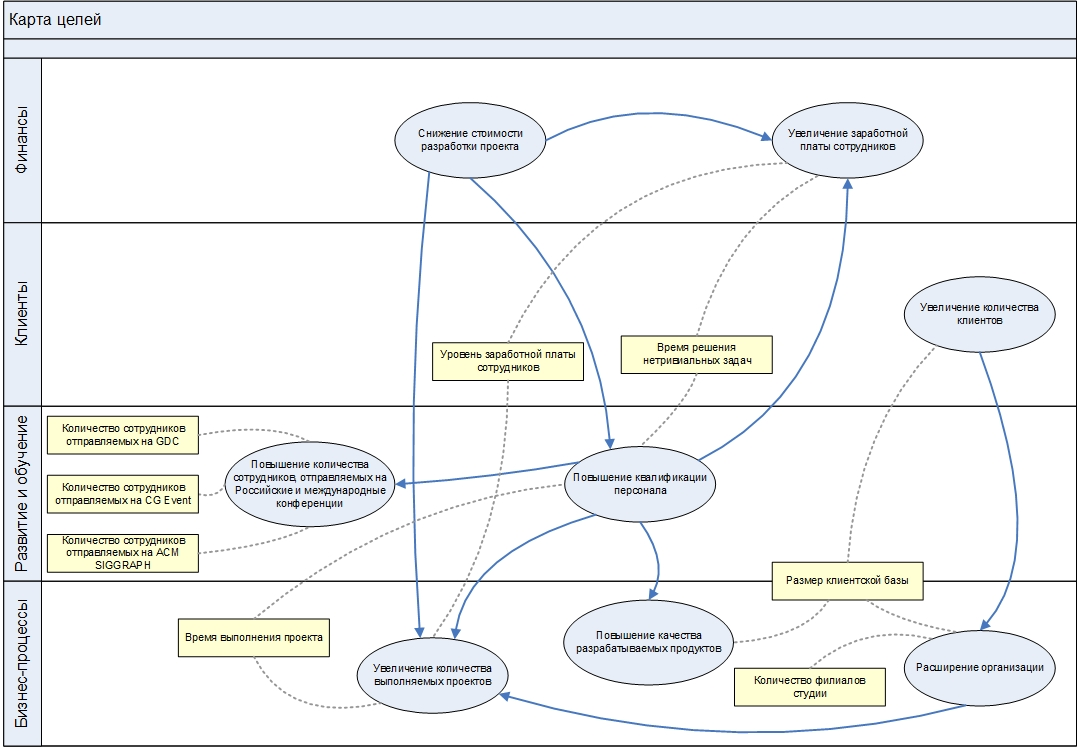 Карта целей
Финансы
Снижение стоимости
разработки проекта
Увеличение заработной
платы сотрудников
Клиенты
Увеличение количества
клиентов
Уровень заработной платы
сотрудников
Время решения
нетривиальных задач
Развитие и обучение
Количество сотрудников
отправляемых на GDC
Количество сотрудников
отправляемых на CG Event
Количество сотрудников
отправляемых на ACM
SIGGRAPH
Повышение количества
сотрудников, отправляемых на
Российские и международные
конференции
Повышение квалификации
персонала
Размер клиентской базы
Бизнес-процессы
Время выполнения проекта
Увеличение количества
выполняемых проектов
Повышение качества
разрабатываемых продуктов
Количество филиалов
студии
Расширение организации